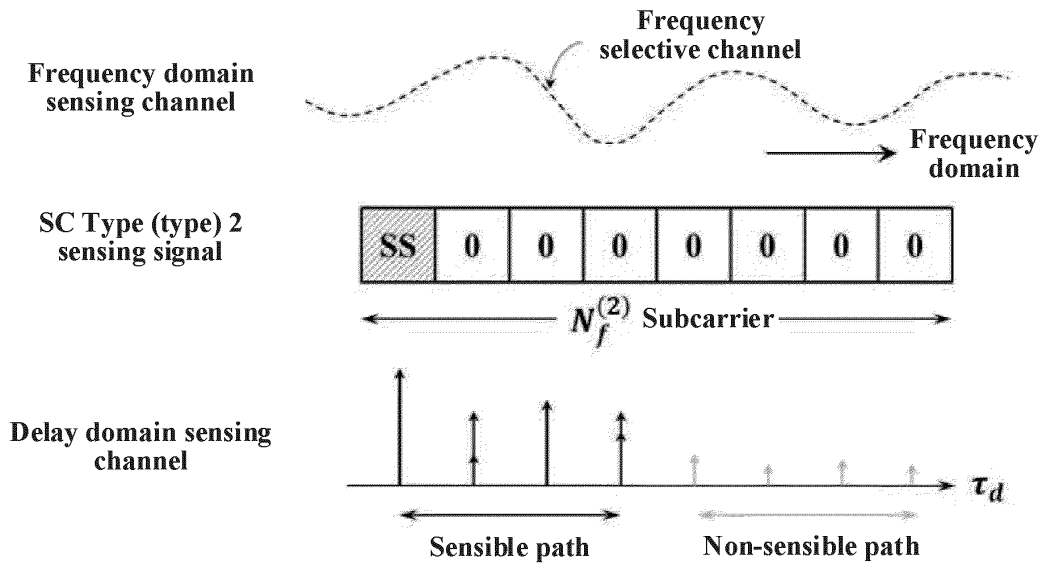 Frequency
selective channel
Frequency domain
sensing channel
Frequency
domain
SC Type (type) 2
sensing signal
SS 0 0 0 0 0 0 0
N_f^(2) Subcarrier
Delay domain sensing
channel
τ_d
Sensible path
Non-sensible path